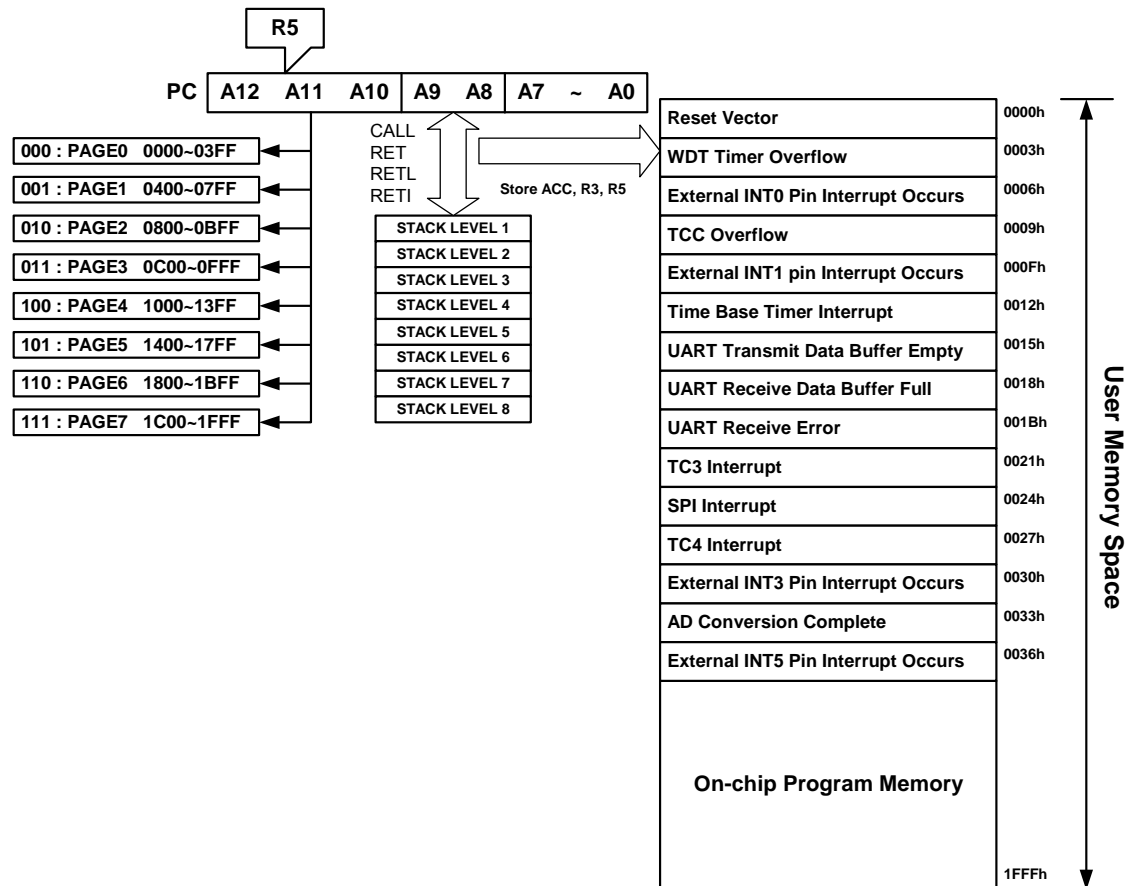 R5
PC A12 A11 A10 A9 A8 A7 ~ A0
000 : PAGE0 0000~03FF
001 : PAGE1 0400~07FF
010 : PAGE2 0800~0BFF
011 : PAGE3 0C00~0FFF
100 : PAGE4 1000~13FF
101 : PAGE5 1400~17FF
110 : PAGE6 1800~1BFF
111 : PAGE7 1C00~1FFF
CALL
RET
RETL
RETI
Store ACC, R3, R5
STACK LEVEL 1
STACK LEVEL 2
STACK LEVEL 3
STACK LEVEL 4
STACK LEVEL 5
STACK LEVEL 6
STACK LEVEL 7
STACK LEVEL 8
Reset Vector 0000h
WDT Timer Overflow 0003h
External INT0 Pin Interrupt Occurs 0006h
TCC Overflow 0009h
External INT1 pin Interrupt Occurs 000Fh
Time Base Timer Interrupt 0012h
UART Transmit Data Buffer Empty 0015h
UART Receive Data Buffer Full 0018h
UART Receive Error 001Bh
TC3 Interrupt 0021h
SPI Interrupt 0024h
TC4 Interrupt 0027h
External INT3 Pin Interrupt Occurs 0030h
AD Conversion Complete 0033h
External INT5 Pin Interrupt Occurs 0036h
On-chip Program Memory
1FFFh
User Memory Space